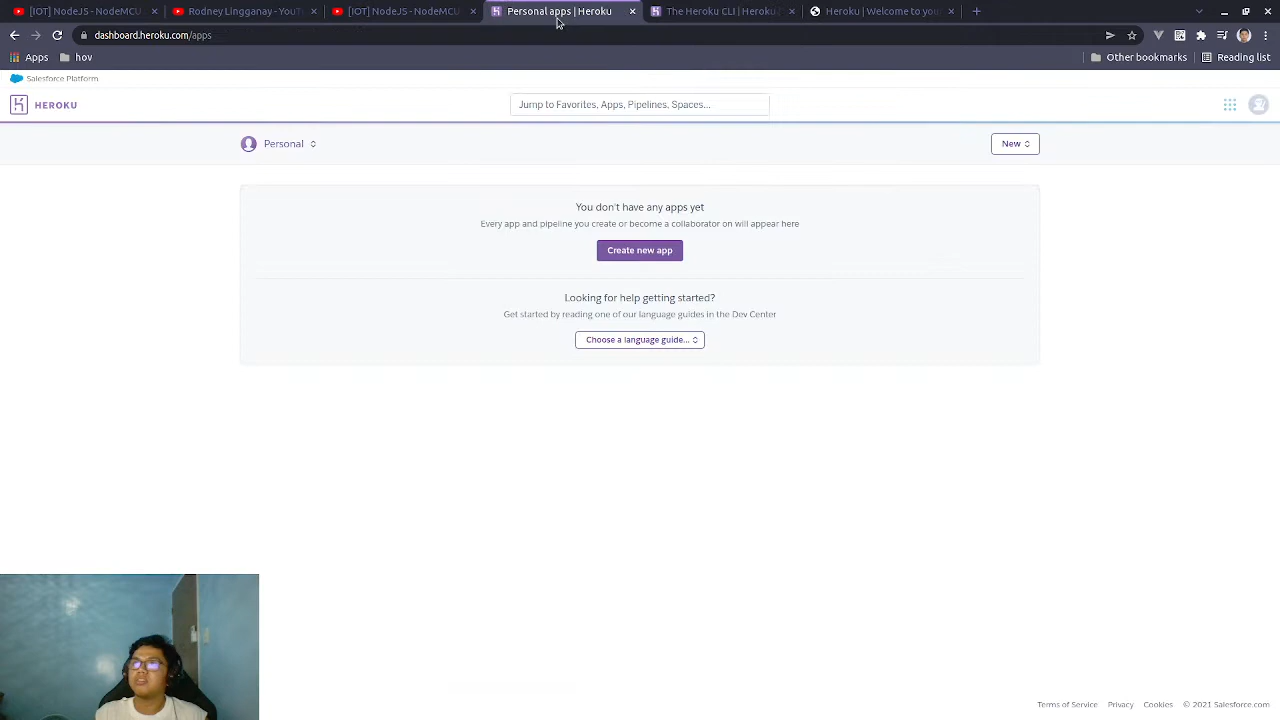 [IOT] NodeJS - NodeMCU
Rodney Lingganay - YouT
[IOT] NodeJS - NodeMCU
Personal apps | Heroku
The Heroku CLI | Heroku
Heroku | Welcome to you
dashboard.heroku.com/apps
Apps
hov
Other bookmarks
Reading list
Salesforce Platform
HEROKU
Jump to Favorites, Apps, Pipelines, Spaces...
Personal
New
You don't have any apps yet
Every app and pipeline you create or become a collaborator on will appear here
Create new app
Looking for help getting started?
Get started by reading one of our language guides in the Dev Center
Choose a language guide...
Terms of Service Privacy Cookies © 2021 Salesforce.com